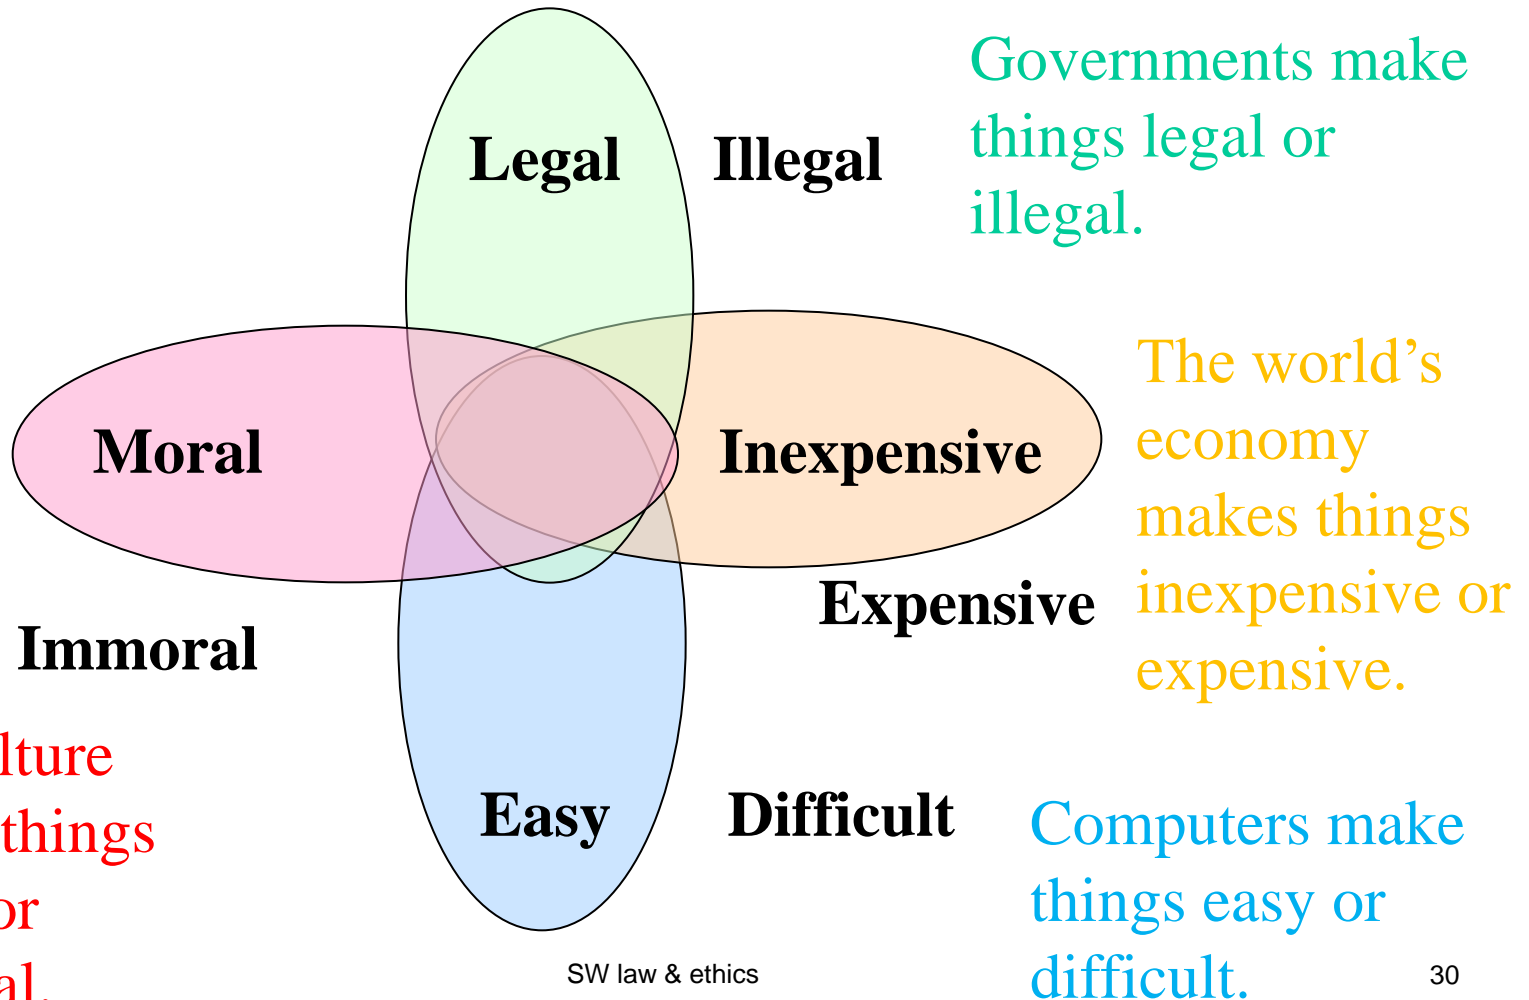 Legal
Illegal
Governments make
things legal or
illegal.
Moral
Inexpensive
The world’s
economy
makes things
inexpensive or
expensive.
Expensive
Immoral
things
or
Easy
Difficult
Computers make
things easy or
difficult.
SW law & ethics
30